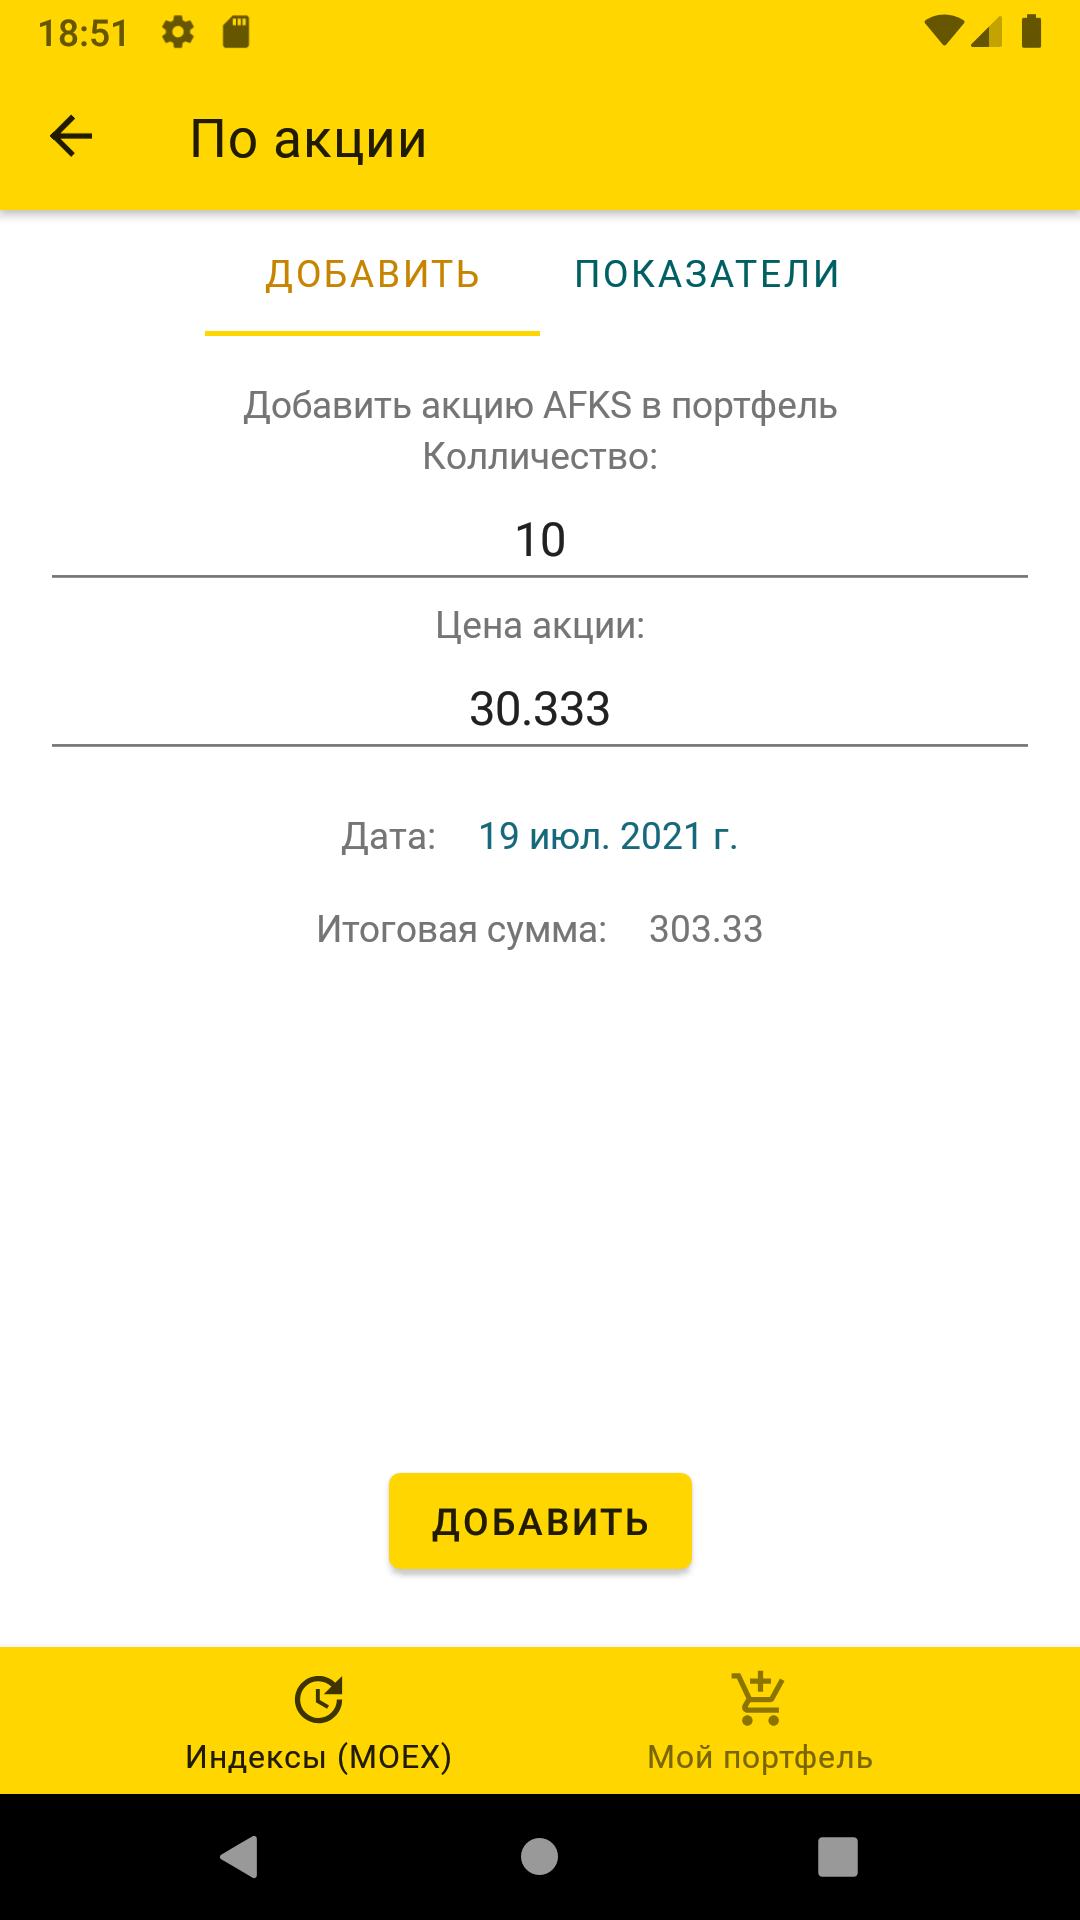 18:51
По акции
ДОБАВИТЬ ПОКАЗАТЕЛИ
Добавить акцию AFKS в портфель
Колличество:
10
Цена акции:
30.333
Дата: 19 июл. 2021 г.
Итоговая сумма: 303.33
ДОБАВИТЬ
Индексы (MOEX) Мой портфель